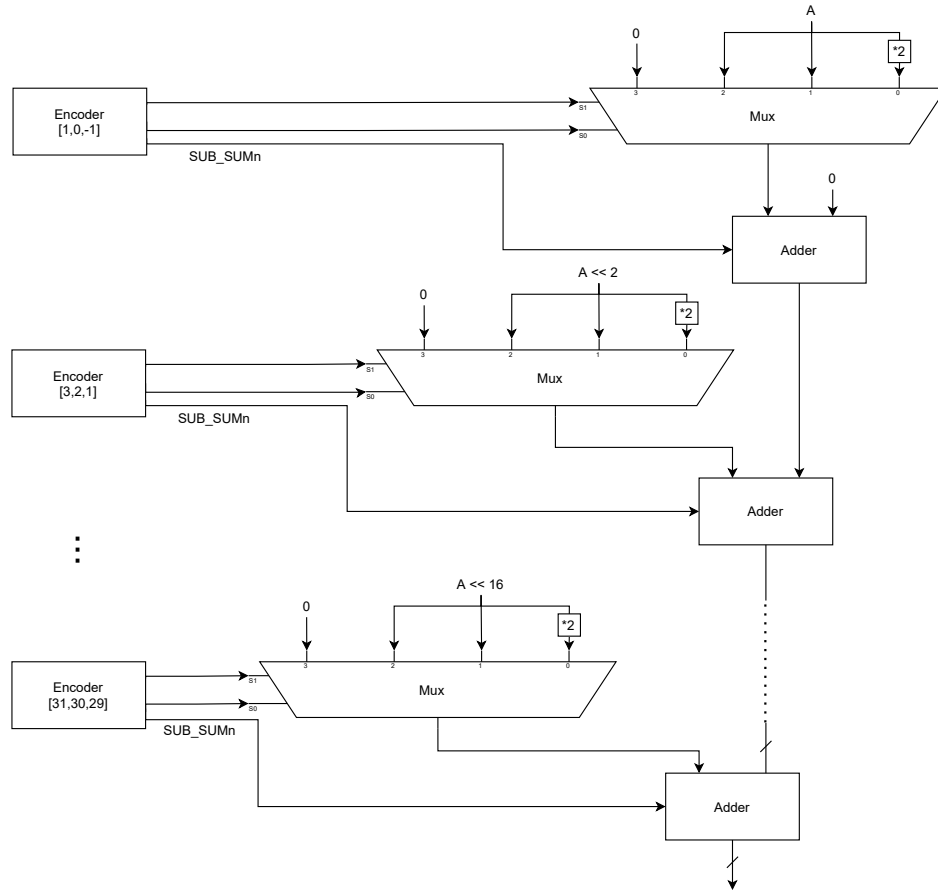 A
0
*2
3
2
1
0
Encoder
[1,0,-1]
S1
Mux
S0
SUB_SUMn
0
Adder
A << 2
0
*2
3
2
1
0
Encoder
[3,2,1]
S1
Mux
S0
SUB_SUMn
Adder
A << 16
0
*2
3
2
1
0
Encoder
[31,30,29]
S1
Mux
S0
SUB_SUMn
Adder